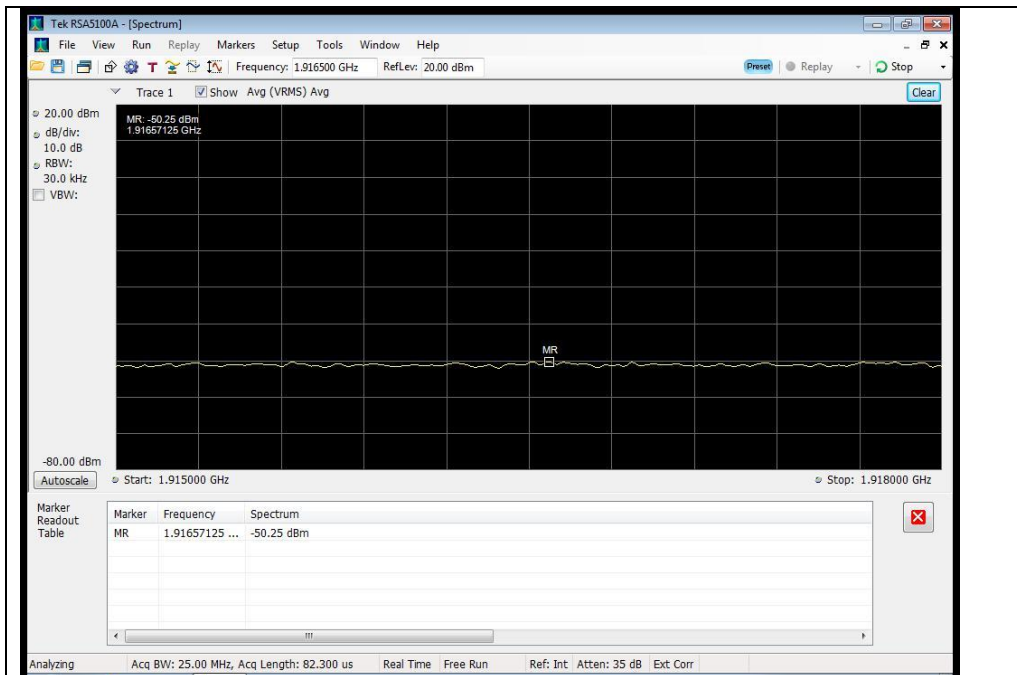 Tek RSA5100A - [Spectrum]
File View Run Replay Markers Setup Tools Window Help
T Frequency: 1.916500 GHz RefLev: 20.00 dBm Preset Replay Stop
Trace 1 Show Avg (VRMS) Avg Clear
20.00 dBm
dB/div:
10.0 dB
RBW:
30.0 kHz
VBW:
MR: -50.25 dBm
1.91657125 GHz
MR
-80.00 dBm
Autoscale Start: 1.915000 GHz Stop: 1.918000 GHz
Marker Readout Table
Marker Frequency Spectrum
MR 1.91657125 ... -50.25 dBm
Analyzing Acq BW: 25.00 MHz, Acq Length: 82.300 us Real Time Free Run Ref: Int Atten: 35 dB Ext Corr